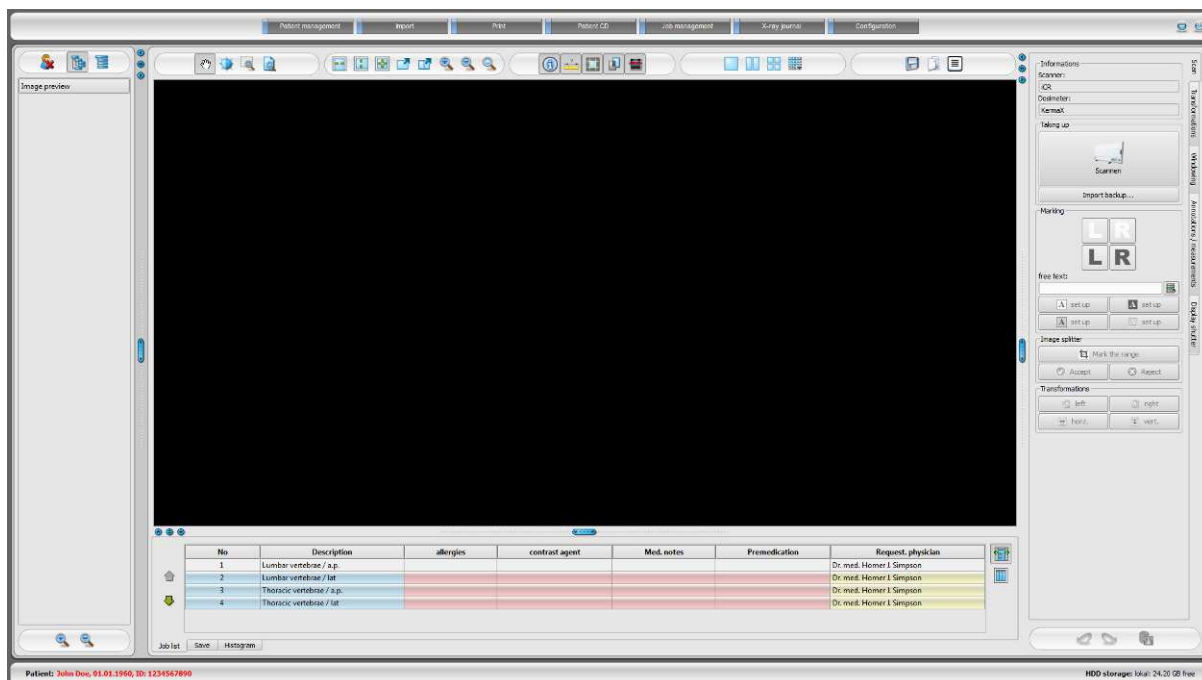 Patient management Import Print Patient CD Job management X-ray journal Configuration
Image preview
Informations
Scanner:
iCR
Dosimeter:
KermaX
Taking up
Scannen
Import backup...
Marking
L R
L R
free text:
A set up A set up
A set up set up
Image splitter
Mark the range
Accept Reject
Transformations
left right
horz. vert.
Scan
Transformations
Windowing
Annotations / measurements
Display shutter
No Description allergies contrast agent Med. notes Premedication Request. physician
1 Lumbar vertebrae / a.p. Dr. med. Homer J. Simpson
2 Lumbar vertebrae / lat Dr. med. Homer J. Simpson
3 Thoracic vertebrae / a.p. Dr. med. Homer J. Simpson
4 Thoracic vertebrae / lat Dr. med. Homer J. Simpson
Job list Save Histogram
Patient: John Doe, 01.01.1960, ID: 1234567890 HDD storage: lokal: 24.20 GB free